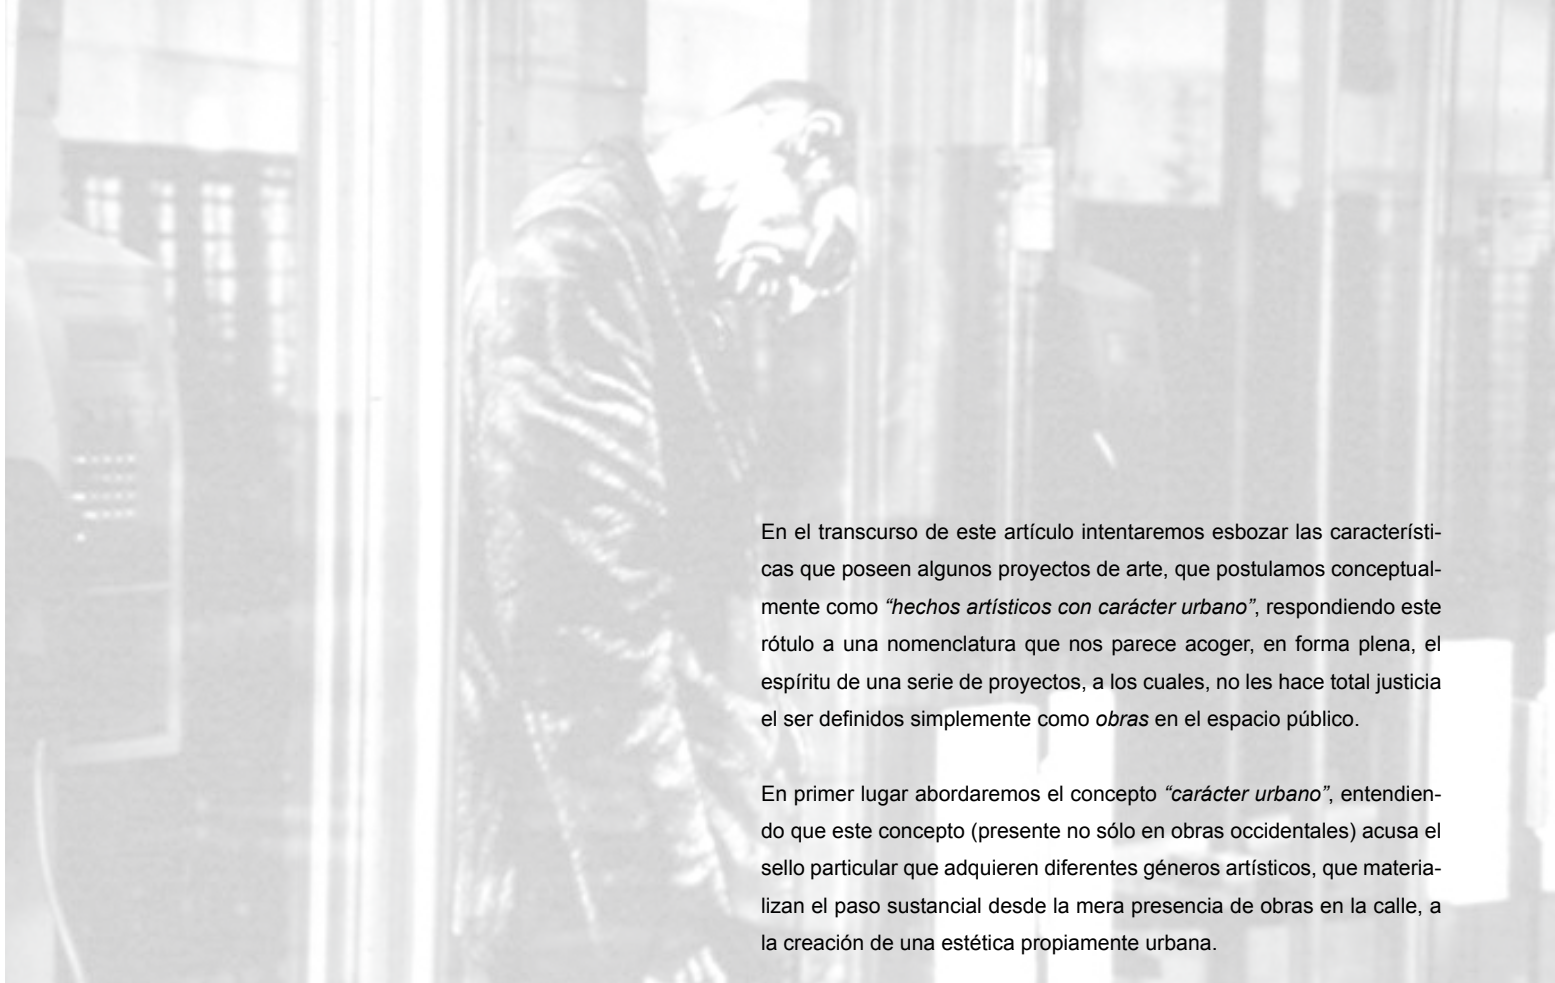 En el transcurso de este artículo intentaremos esbozar las característi-
cas que poseen algunos proyectos de arte, que postulamos conceptual-
mente como “hechos artísticos con carácter urbano”, respondiendo este
rótulo a una nomenclatura que nos parece acoger, en forma plena, el
espíritu de una serie de proyectos, a los cuales, no les hace total justicia
el ser definidos simplemente como obras en el espacio público.
En primer lugar abordaremos el concepto “carácter urbano”, entendien-
do que este concepto (presente no sólo en obras occidentales) acusa el
sello particular que adquieren diferentes géneros artísticos, que materia-
lizan el paso sustancial desde la mera presencia de obras en la calle, a
la creación de una estética propiamente urbana.